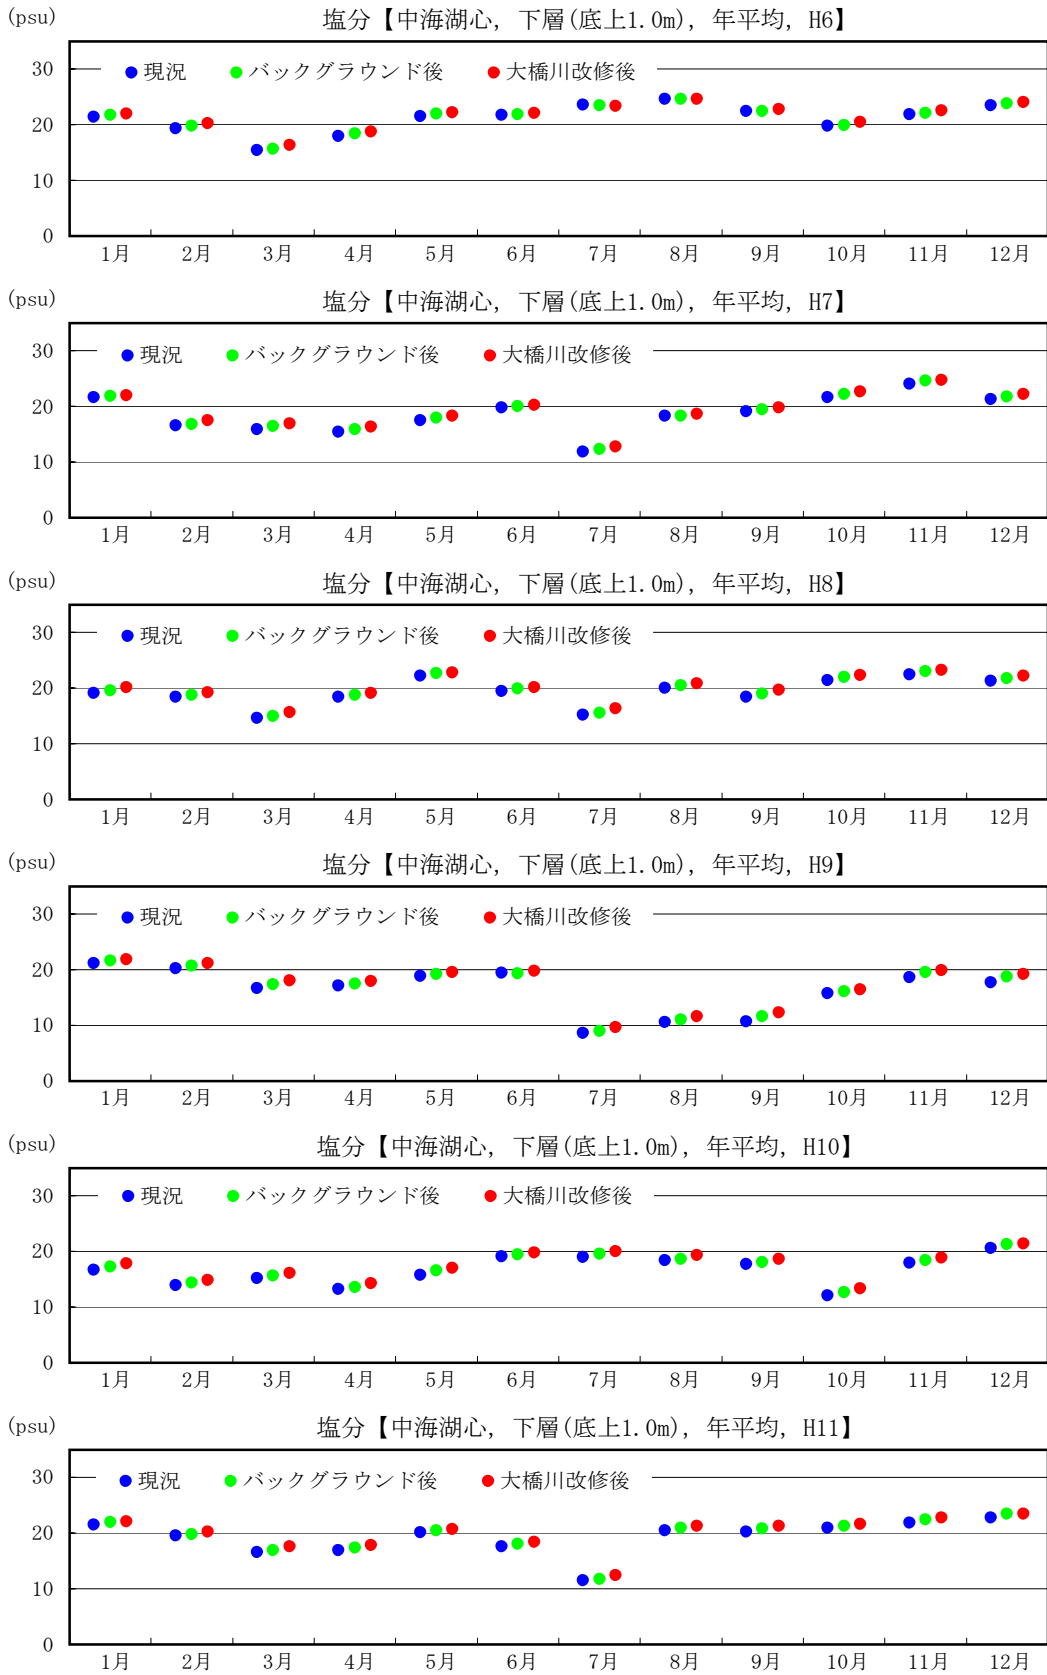 (psu) 塩分【中海湖心, 下層(底上1.0m), 年平均, H6】
30
● 現況 ● バックグラウンド後 ● 大橋川改修後
20
10
0
1月 2月 3月 4月 5月 6月 7月 8月 9月 10月 11月 12月
(psu) 塩分【中海湖心, 下層(底上1.0m), 年平均, H7】
30
● 現況 ● バックグラウンド後 ● 大橋川改修後
20
10
0
1月 2月 3月 4月 5月 6月 7月 8月 9月 10月 11月 12月
(psu) 塩分【中海湖心, 下層(底上1.0m), 年平均, H8】
30
● 現況 ● バックグラウンド後 ● 大橋川改修後
20
10
0
1月 2月 3月 4月 5月 6月 7月 8月 9月 10月 11月 12月
(psu) 塩分【中海湖心, 下層(底上1.0m), 年平均, H9】
30
● 現況 ● バックグラウンド後 ● 大橋川改修後
20
10
0
1月 2月 3月 4月 5月 6月 7月 8月 9月 10月 11月 12月
(psu) 塩分【中海湖心, 下層(底上1.0m), 年平均, H10】
30
● 現況 ● バックグラウンド後 ● 大橋川改修後
20
10
0
1月 2月 3月 4月 5月 6月 7月 8月 9月 10月 11月 12月
(psu) 塩分【中海湖心, 下層(底上1.0m), 年平均, H11】
30
● 現況 ● バックグラウンド後 ● 大橋川改修後
20
10
0
1月 2月 3月 4月 5月 6月 7月 8月 9月 10月 11月 12月